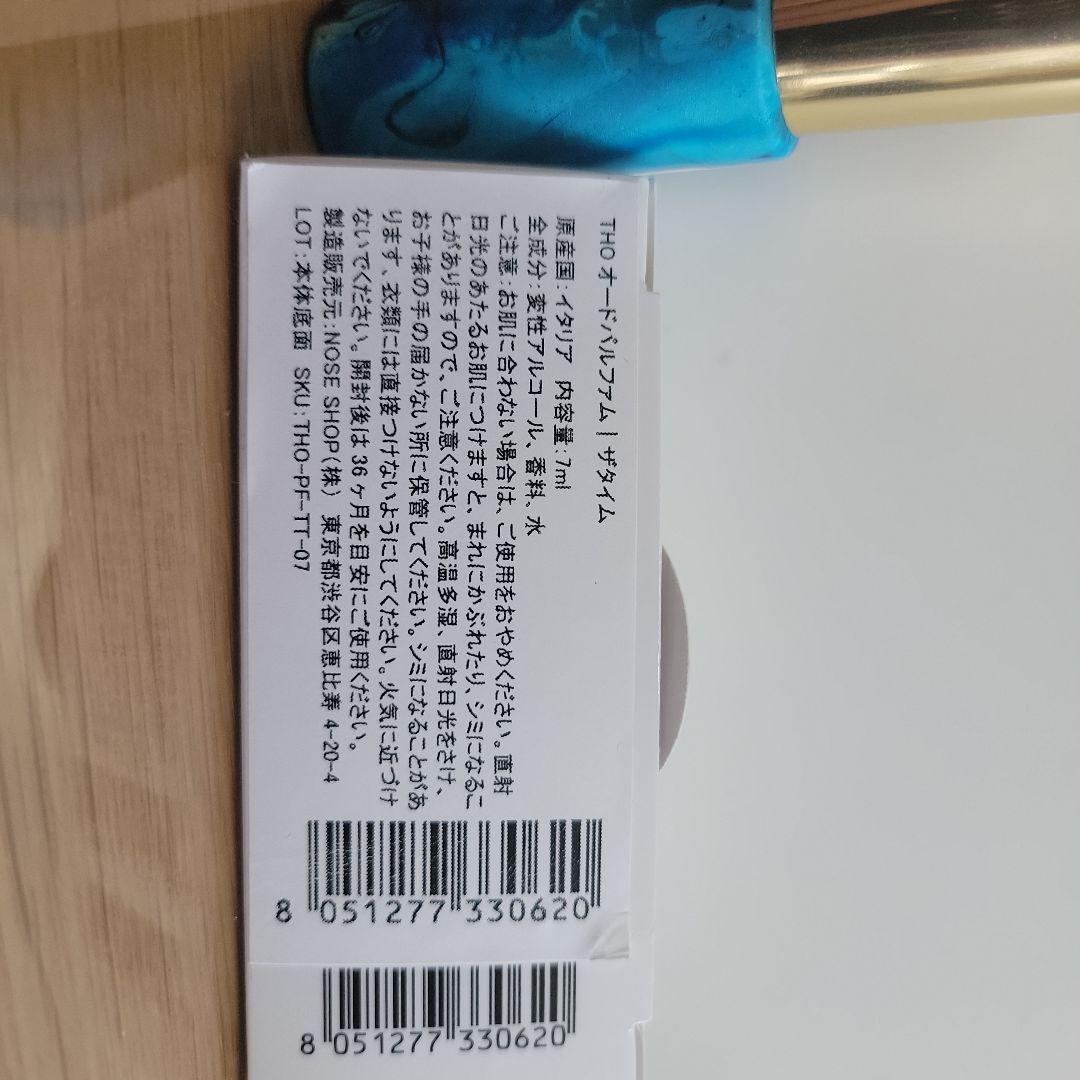 THO オードパルファム | ザタイム
原産国:イタリア 内容量:7ml
全成分:変性アルコール、香料、水
ご注意:お肌に合わない場合は、ご使用をおやめください。直射
日光のあたるお肌につけますと、まれにかぶれたり、シミになるこ
とがありますので、ご注意ください。高温多湿、直射日光をさけ、
お子様の手の届かない所に保管してください。シミになることがあ
ります、衣類には直接つけないようにしてください。火気に近づけ
ないでください。開封後は36ヶ月を目安にご使用ください。
製造販売元:NOSE SHOP(株) 東京都渋谷区恵比寿4-20-4
LOT:本体底面 SKU:THO-PF-TT-07
8 051277 330620
8 051277 330620